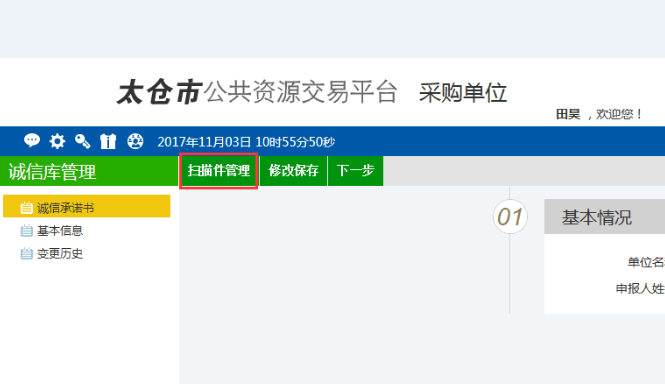 太仓市公共资源交易平台 采购单位
田昊 ，欢迎您！
2017年11月03日 10时55分50秒
诚信库管理 扫描件管理 修改保存 下一步
诚信承诺书
基本信息
变更历史
01 基本情况
单位名
申报人姓